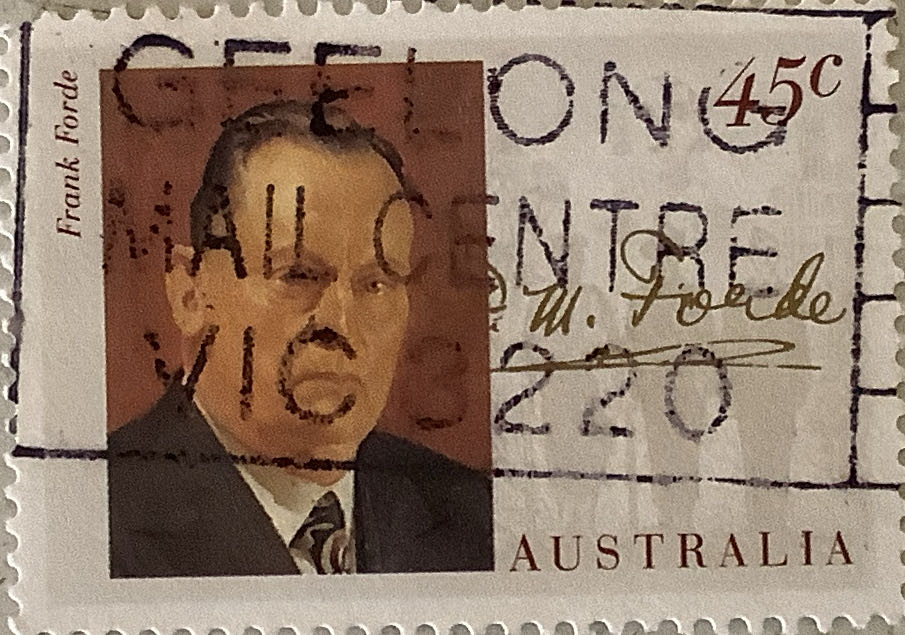 Frank Forde
45c
GEELONG
MAIL CENTRE
VIC 3220
M. Forde
AUSTRALIA